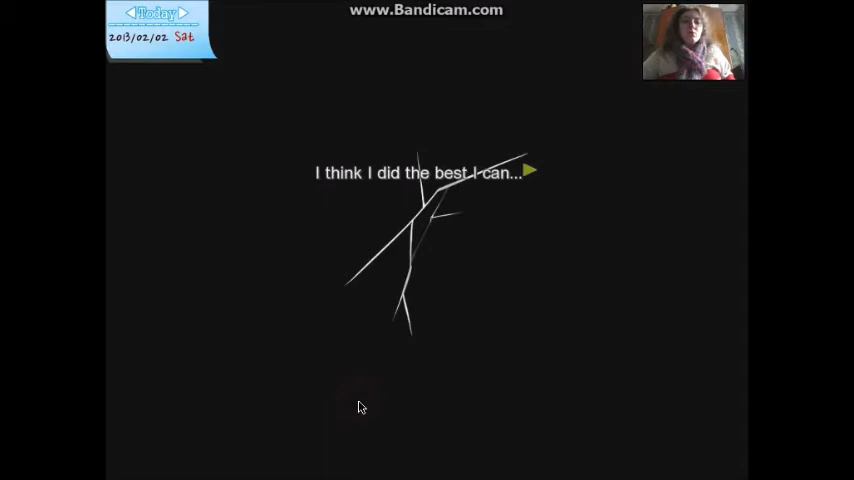 www.Bandicam.com
Today
2013/02/02 Sat
I think I did the best I can...